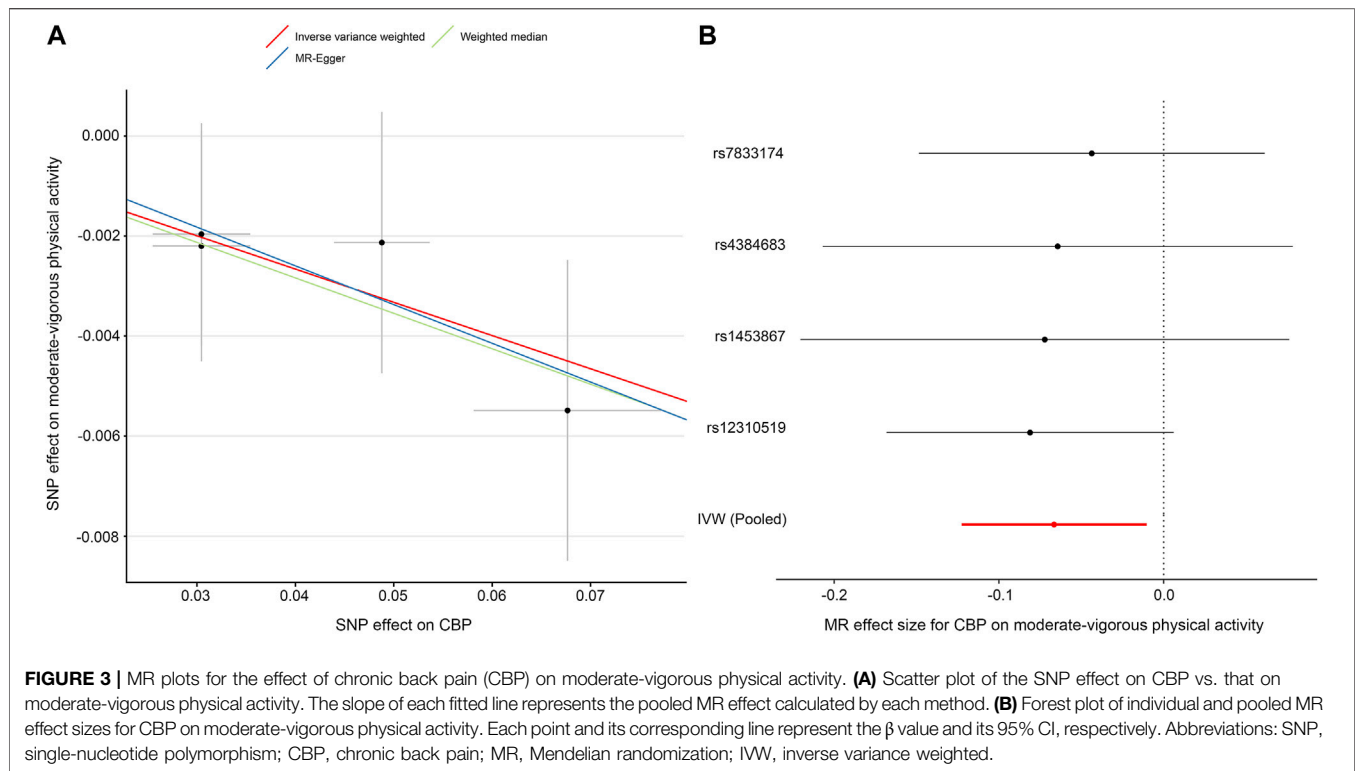 A
Inverse variance weighted
Weighted median
MR-Egger
SNP effect on moderate-vigorous physical activity
0.000
-0.002
-0.004
-0.006
-0.008
0.03 0.04 0.05 0.06 0.07
SNP effect on CBP
B
rs7833174
rs4384683
rs1453867
rs12310519
IVW (Pooled)
-0.2 -0.1 0.0
MR effect size for CBP on moderate-vigorous physical activity
FIGURE 3 | MR plots for the effect of chronic back pain (CBP) on moderate-vigorous physical activity. (A) Scatter plot of the SNP effect on CBP vs. that on
moderate-vigorous physical activity. The slope of each fitted line represents the pooled MR effect calculated by each method. (B) Forest plot of individual and pooled MR
effect sizes for CBP on moderate-vigorous physical activity. Each point and its corresponding line represent the β value and its 95% CI, respectively. Abbreviations: SNP,
single-nucleotide polymorphism; CBP, chronic back pain; MR, Mendelian randomization; IVW, inverse variance weighted.